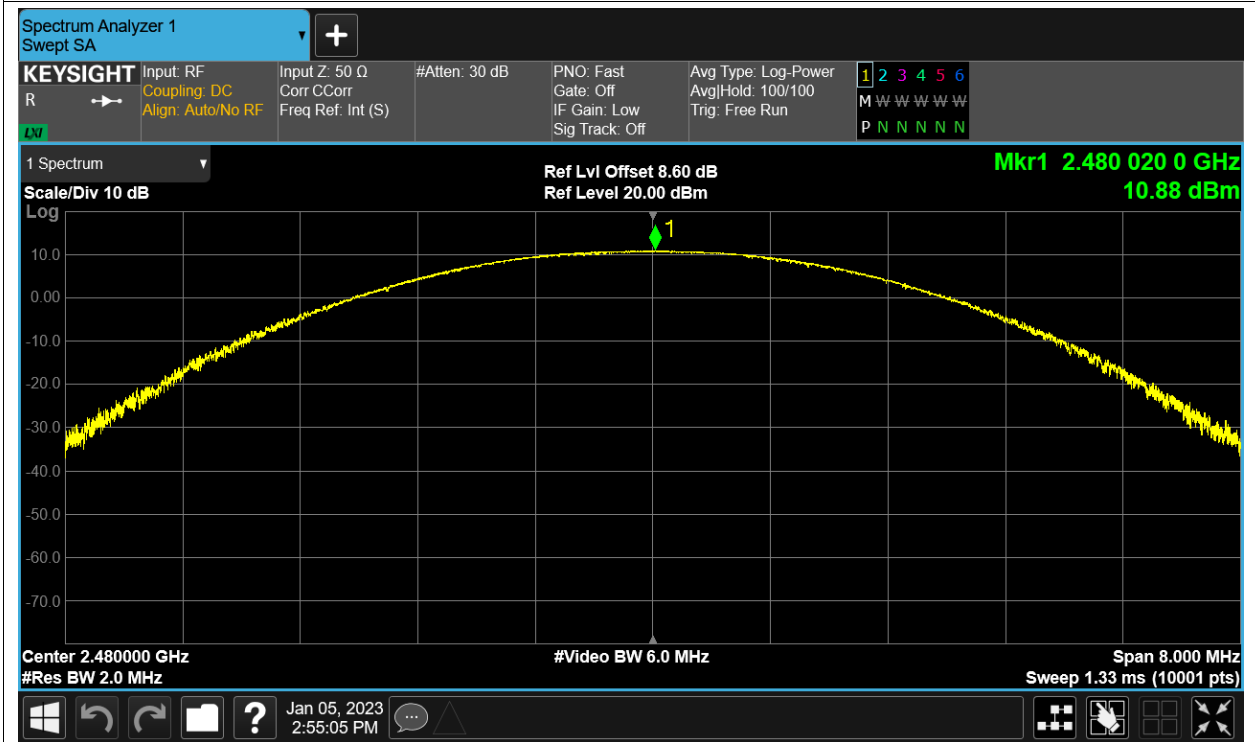 Spectrum Analyzer 1
Swept SA
+
KEYSIGHT
R
LXI
Input: RF
Coupling: DC
Align: Auto/No RF
Input Z: 50 Ω
Corr CCorr
Freq Ref: Int (S)
#Atten: 30 dB
PNO: Fast
Gate: Off
IF Gain: Low
Sig Track: Off
Avg Type: Log-Power
Avg|Hold: 100/100
Trig: Free Run
1 2 3 4 5 6
M W W W W W
P N N N N N
1 Spectrum
Scale/Div 10 dB
Log
Ref Lvl Offset 8.60 dB
Ref Level 20.00 dBm
Mkr1 2.480 020 0 GHz
10.88 dBm
1
10.0
0.00
-10.0
-20.0
-30.0
-40.0
-50.0
-60.0
-70.0
Center 2.480000 GHz
#Res BW 2.0 MHz
#Video BW 6.0 MHz
Span 8.000 MHz
Sweep 1.33 ms (10001 pts)
?
Jan 05, 2023
2:55:05 PM